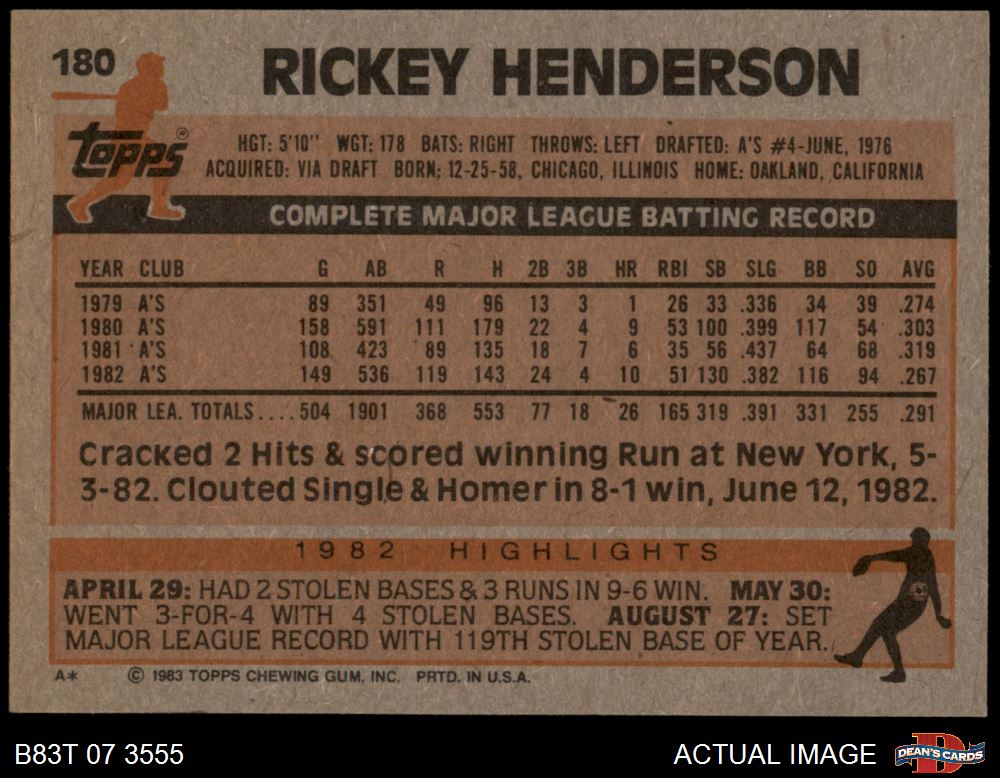 180 RICKEY HENDERSON
topps®
HGT: 5'10" WGT: 178 BATS: RIGHT THROWS: LEFT DRAFTED: A'S #4-JUNE, 1976
ACQUIRED: VIA DRAFT BORN: 12-25-58, CHICAGO, ILLINOIS HOME: OAKLAND, CALIFORNIA
COMPLETE MAJOR LEAGUE BATTING RECORD
YEAR CLUB G AB R H 2B 3B HR RBI SB SLG BB SO AVG
1979 A'S 89 351 49 96 13 3 1 26 33 .336 34 39 .274
1980 A'S 158 591 111 179 22 4 9 53 100 .399 117 54 .303
1981 A'S 108 423 89 135 18 7 6 35 56 .437 64 68 .319
1982 A'S 149 536 119 143 24 4 10 51 130 .382 116 94 .267
MAJOR LEA. TOTALS.... 504 1901 368 553 77 18 26 165 319 .391 331 255 .291
Cracked 2 Hits & scored winning Run at New York, 5-
3-82. Clouted Single & Homer in 8-1 win, June 12, 1982.
1982 HIGHLIGHTS
APRIL 29: HAD 2 STOLEN BASES & 3 RUNS IN 9-6 WIN. MAY 30:
WENT 3-FOR-4 WITH 4 STOLEN BASES. AUGUST 27: SET
MAJOR LEAGUE RECORD WITH 119TH STOLEN BASE OF YEAR.
A* © 1983 TOPPS CHEWING GUM, INC. PRTD. IN U.S.A.
B83T 07 3555 ACTUAL IMAGE DEAN'S CARDS